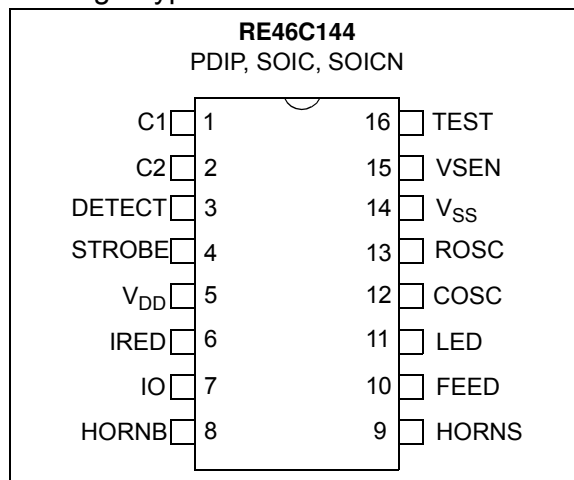 RE46C144
PDIP, SOIC, SOICN
C1 1 16 TEST
C2 2 15 VSEN
DETECT 3 14 VSS
STROBE 4 13 ROSC
VDD 5 12 COSC
IRED 6 11 LED
IO 7 10 FEED
HORNB 8 9 HORNS